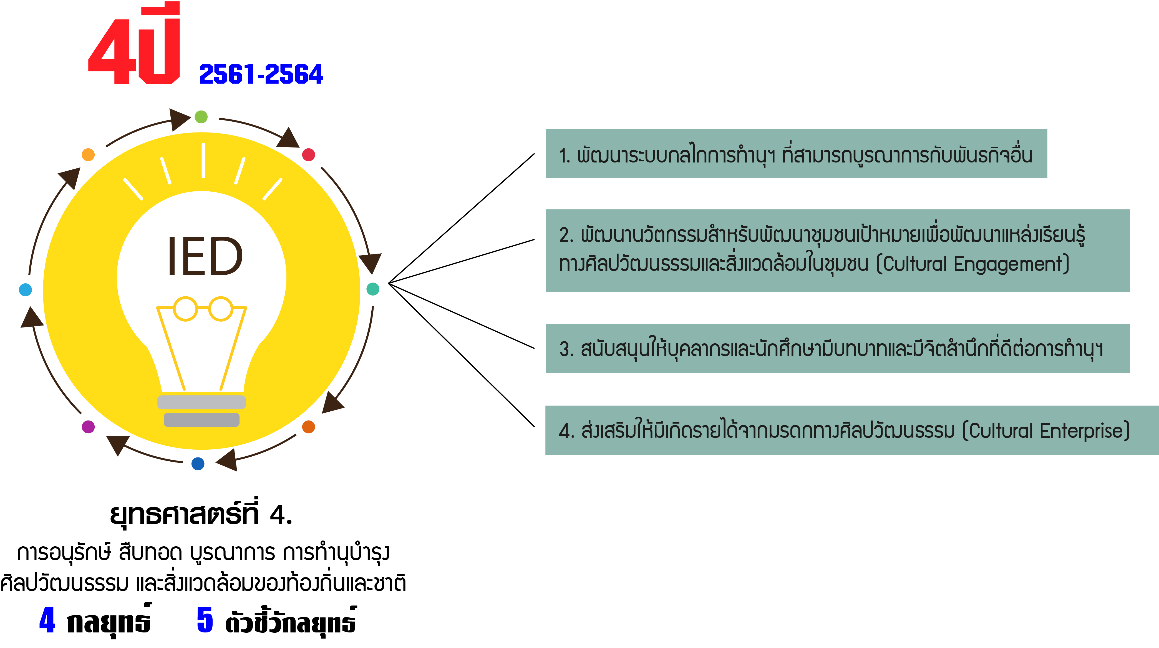 4ปี 2561-2564
IED
1. พัฒนาระบบกลไกการทำนุฯ ที่สามารถบูรณาการกับพันธกิจอื่น
2. พัฒนานวัตกรรมสำหรับพัฒนาชุมชนเป้าหมายเพื่อพัฒนาแหล่งเรียนรู้
ทางศิลปวัฒนธรรมและสิ่งแวดล้อมในชุมชน (Cultural Engagement)
3. สนับสนุนให้บุคลากรและนักศึกษามีบทบาทและมีจิตสำนึกที่ดีต่อการทำนุฯ
4. ส่งเสริมให้มีเกิดรายได้จากมรดกทางศิลปวัฒนธรรม (Cultural Enterprise)
ยุทธศาสตร์ที่ 4.
การอนุรักษ์ สืบทอด บูรณาการ การทำนุบำรุง
ศิลปวัฒนธรรม และสิ่งแวดล้อมของท้องถิ่นและชาติ
4 กลยุทธ์ 5 ตัวชี้วักลยุทธ์